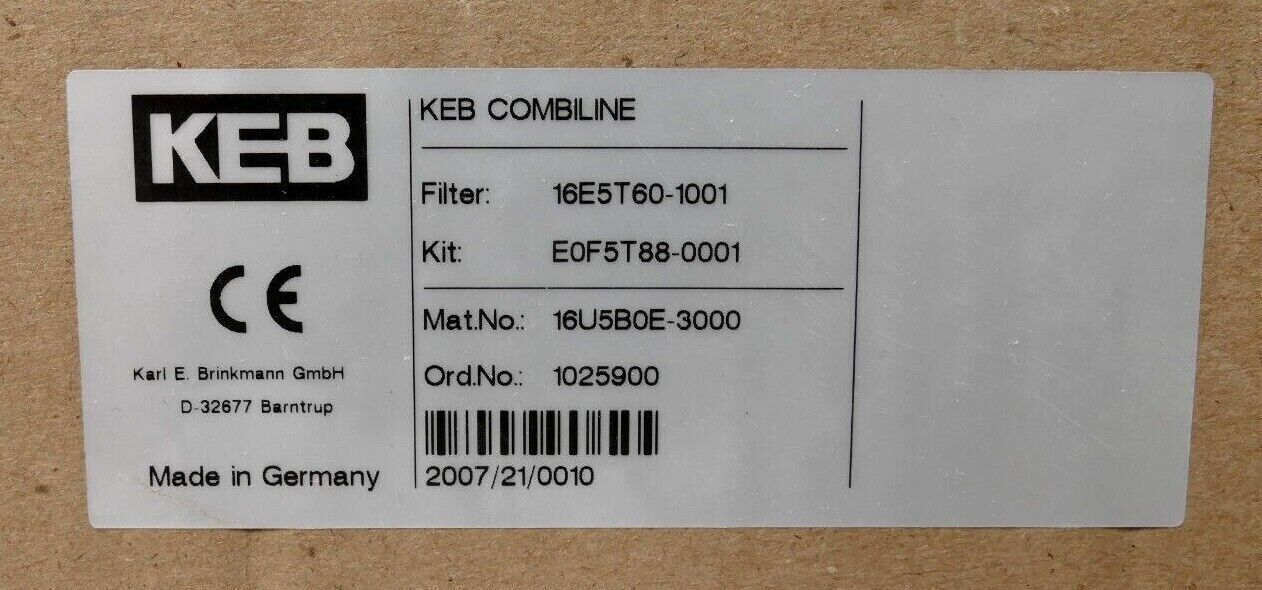 KEB
CE
Karl E. Brinkmann GmbH
D-32677 Barntrup
Made in Germany
KEB COMBILINE
Filter: 16E5T60-1001
Kit: E0F5T88-0001
Mat.No.: 16U5B0E-3000
Ord.No.: 1025900
2007/21/0010